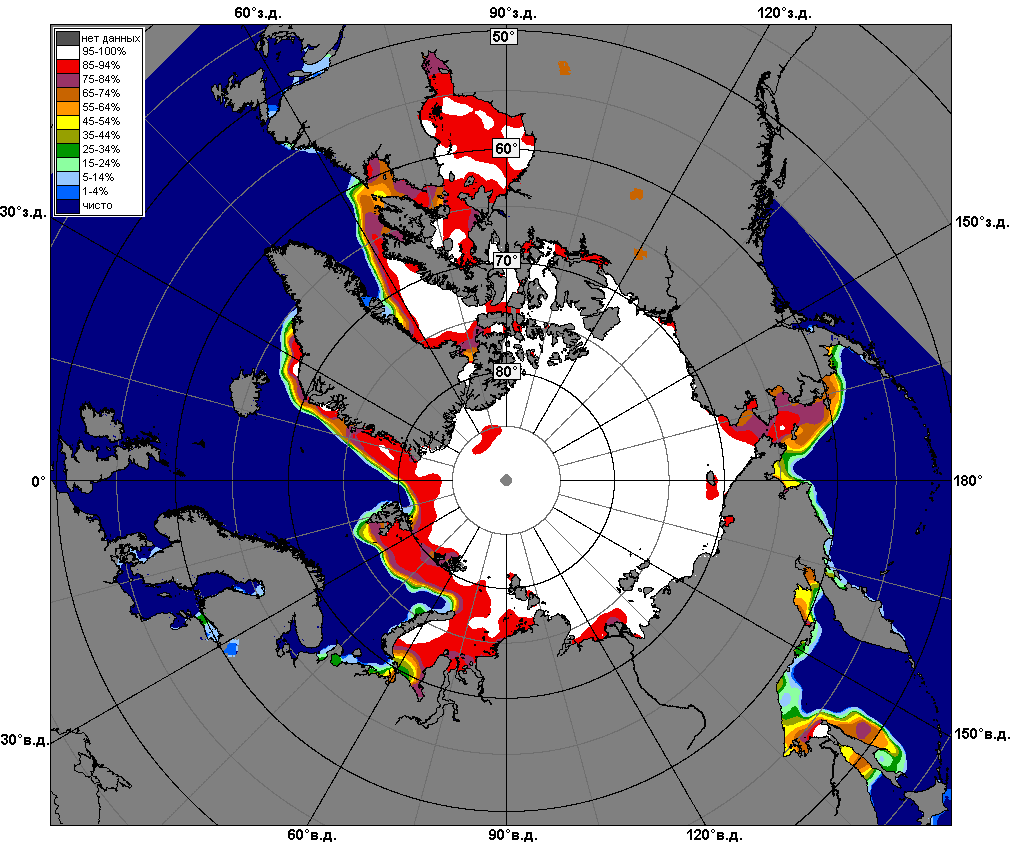 60°з.д.
90°з.д.
120°з.д.
50°
нет данных
95-100%
85-94%
75-84%
65-74%
55-64%
45-54%
35-44%
25-34%
15-24%
5-14%
1-4%
чисто
60°
30°з.д.
150°з.д.
70°
80°
0°
180°
30°в.д.
150°в.д.
60°в.д.
90°в.д.
120°в.д.